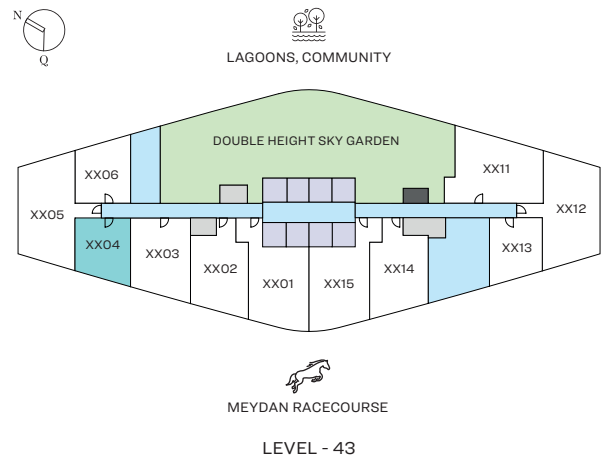 N
Q
LAGOONS, COMMUNITY
DOUBLE HEIGHT SKY GARDEN
XX06
XX11
XX05
XX12
XX04
XX03
XX02
XX01
XX15
XX14
XX13
MEYDAN RACECOURSE
LEVEL - 43